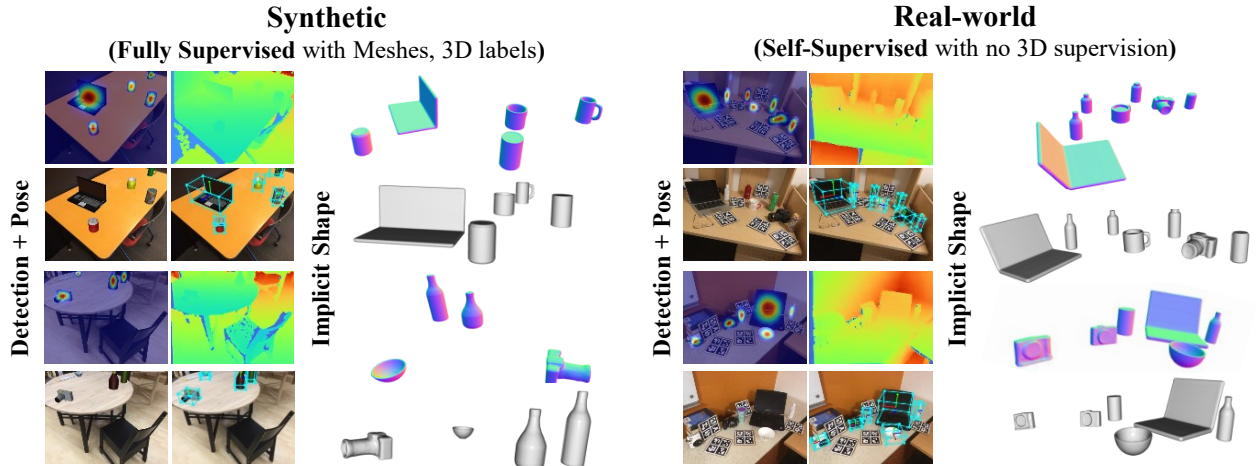 Synthetic
(Fully Supervised with Meshes, 3D labels)
Detection + Pose
Implicit Shape
Real-world
(Self-Supervised with no 3D supervision)
Detection + Pose
Implicit Shape